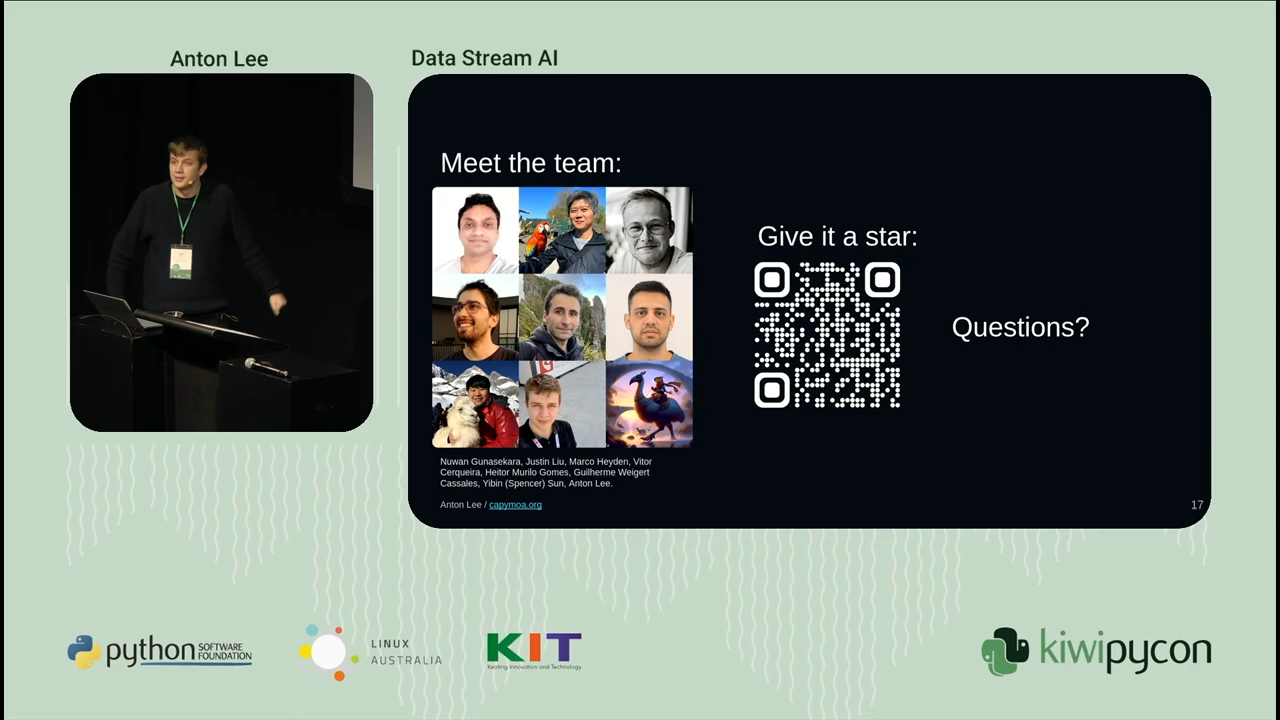 Anton Lee
Data Stream AI
Meet the team:
Give it a star:
Questions?
Nuwan Gunasekara, Justin Liu, Marco Heyden, Vitor
Cerqueira, Heitor Murilo Gomes, Guilherme Weigert
Cassales, Yibin (Spencer) Sun, Anton Lee.
Anton Lee / capymoa.org
17
python SOFTWARE
FOUNDATION
LINUX
AUSTRALIA
KIT
Keating Innovation and Technology
kiwipycon